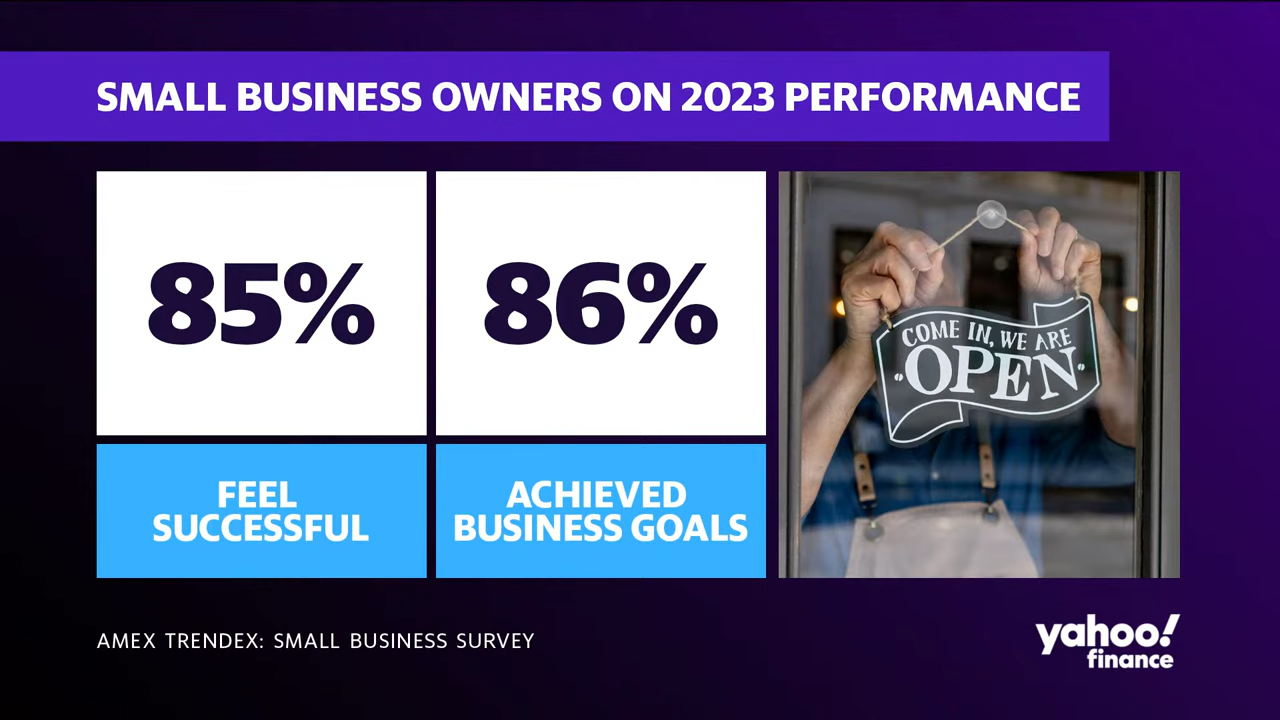 SMALL BUSINESS OWNERS ON 2023 PERFORMANCE
85%
FEEL
SUCCESSFUL
86%
ACHIEVED
BUSINESS GOALS
COME IN, WE ARE
OPEN
AMEX TRENDEX: SMALL BUSINESS SURVEY
yahoo!
finance